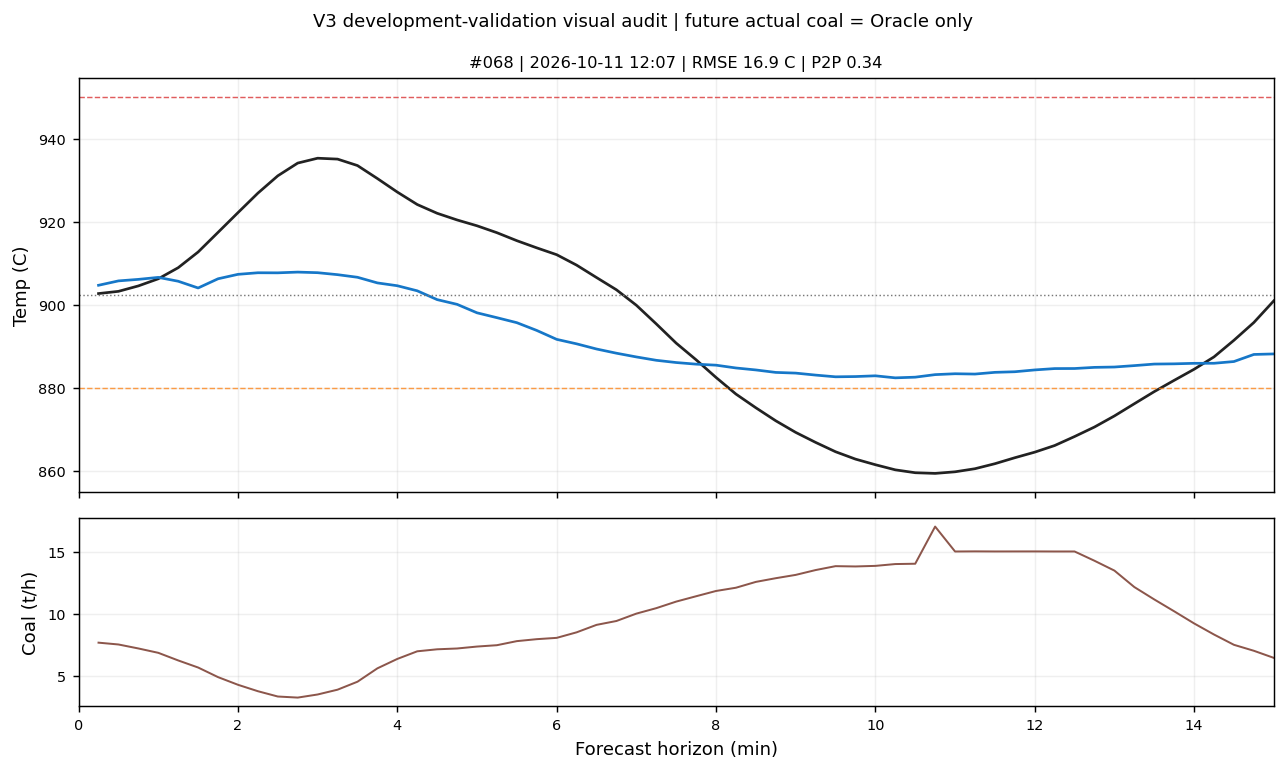 V3 development-validation visual audit | future actual coal = Oracle only
#068 | 2026-10-11 12:07 | RMSE 16.9 C | P2P 0.34
Temp (C)
940
920
900
880
860
Coal (t/h)
15
10
5
0 2 4 6 8 10 12 14
Forecast horizon (min)